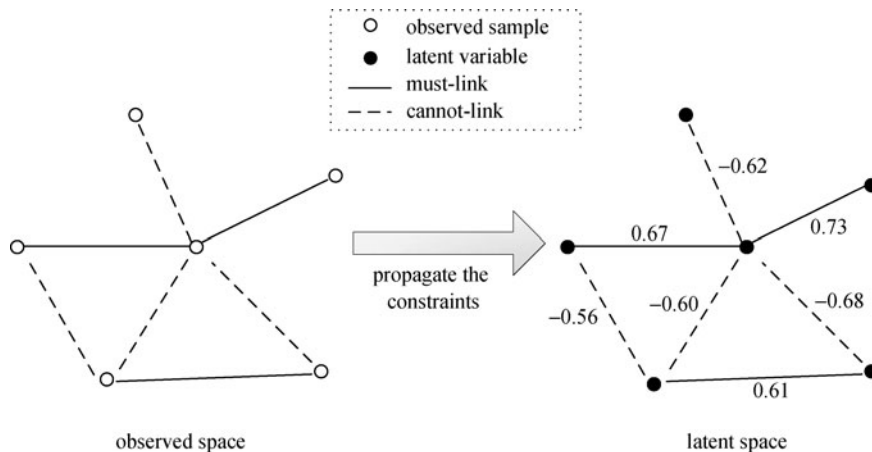 observed sample
latent variable
must-link
cannot-link
−0.62
0.67
0.73
propagate the
constraints
−0.56
−0.60
−0.68
0.61
observed space
latent space